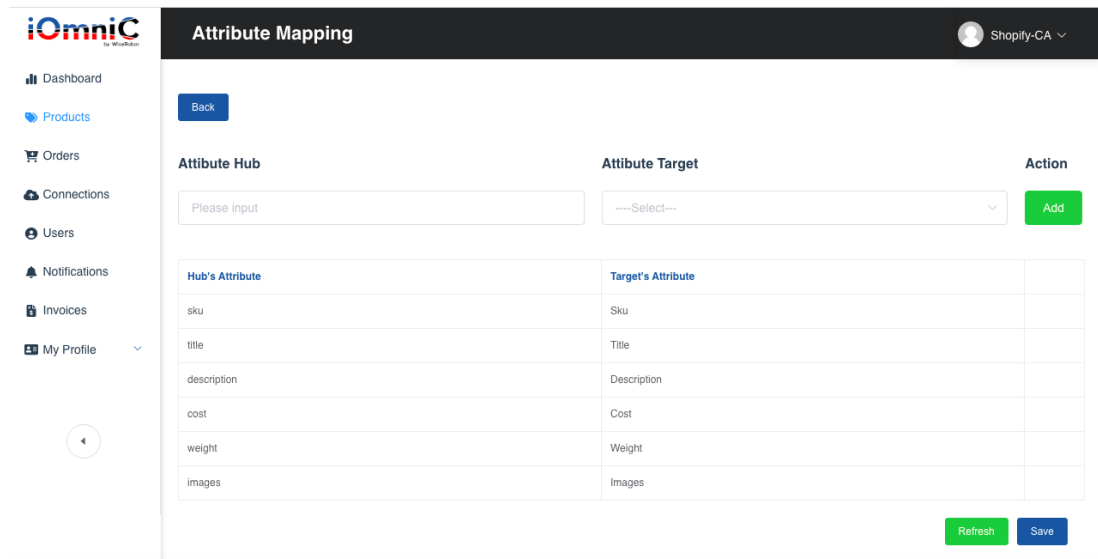 iOmniC
by WiseRobot
Attribute Mapping
Shopify-CA
Dashboard
Products
Orders
Connections
Users
Notifications
Invoices
My Profile
Back
Attibute Hub Attibute Target Action
Please input ----Select--- Add
Hub's Attribute Target's Attribute
sku Sku
title Title
description Description
cost Cost
weight Weight
images Images
Refresh Save